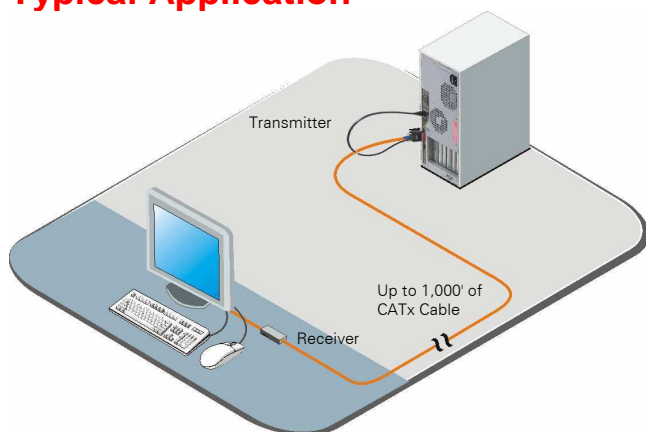 Typical Application
Transmitter
Up to 1,000' of
CATx Cable
Receiver